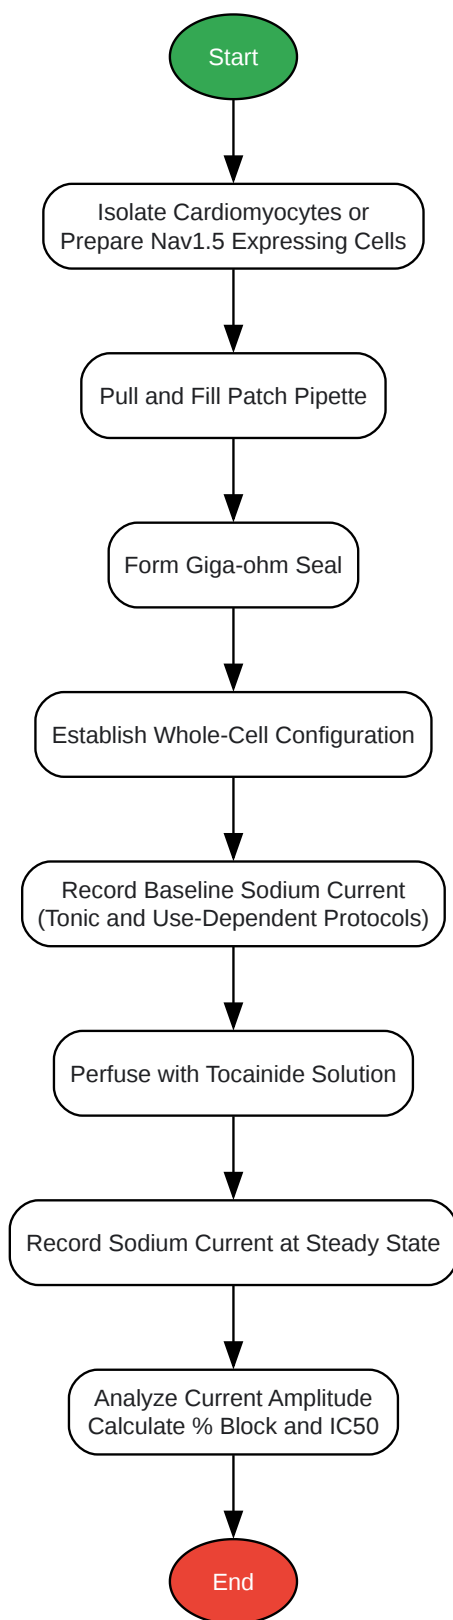 Start
Isolate Cardiomyocytes or
Prepare Nav1.5 Expressing Cells
Pull and Fill Patch Pipette
Form Giga-ohm Seal
Establish Whole-Cell Configuration
Record Baseline Sodium Current
(Tonic and Use-Dependent Protocols)
Perfuse with Tocainide Solution
Record Sodium Current at Steady State
Analyze Current Amplitude
Calculate % Block and IC50
End